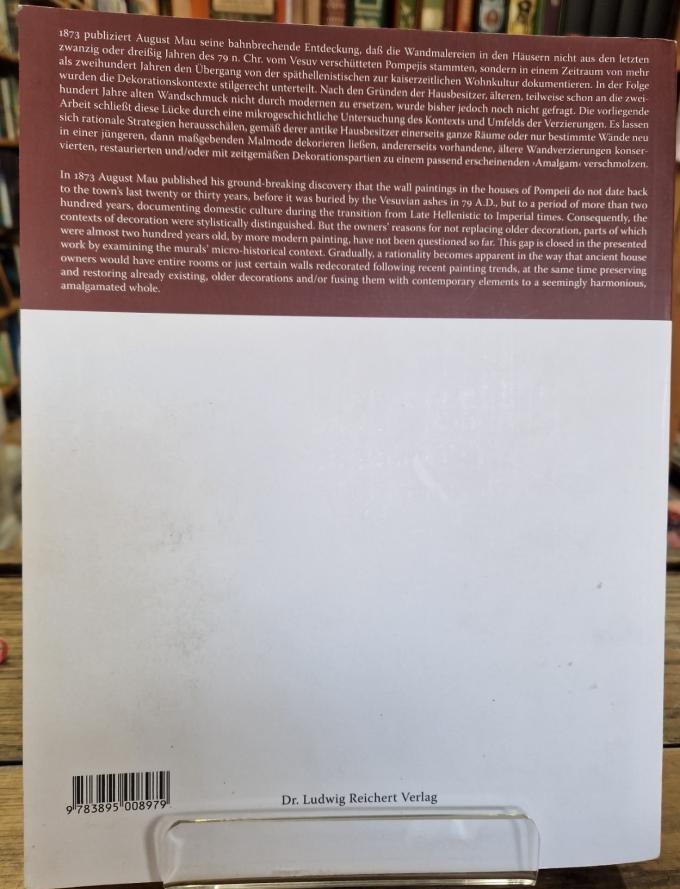 1873 publiziert August Mau seine bahnbrechende Entdeckung, daß die Wandmalereien in den Häusern nicht aus den letzten
zwanzig oder dreißig Jahren des 79 n. Chr. vom Vesuv verschütteten Pompejis stammten, sondern in einem Zeitraum von mehr
als zweihundert Jahren den Übergang von der späthellenistischen zur kaiserzeitlichen Wohnkultur dokumentieren. In der Folge
wurden die Dekorationskontexte stilgerecht unterteilt. Nach den Gründen der Hausbesitzer, älteren, teilweise schon an die zwei-
hundert Jahre alten Wandschmuck nicht durch modernen zu ersetzen, wurde bisher jedoch noch nicht gefragt. Die vorliegende
Arbeit schließt diese Lücke durch eine mikrogeschichtliche Untersuchung des Kontexts und Umfelds der Verzierungen. Es lassen
sich rationale Strategien herausschälen, gemäß derer antike Hausbesitzer einerseits ganze Räume oder nur bestimmte Wände neu
in einer jüngeren, dann maßgebenden Malmode dekorieren ließen, andererseits vorhandene, ältere Wandverzierungen konser-
vierten, restaurierten und/oder mit zeitgemäßen Dekorationspartien zu einem passend erscheinenden ›Amalgam‹ verschmolzen.
In 1873 August Mau published his ground-breaking discovery that the wall paintings in the houses of Pompeii do not date back
to the town's last twenty or thirty years, before it was buried by the Vesuvian ashes in 79 A.D., but to a period of more than two
hundred years, documenting domestic culture during the transition from Late Hellenistic to Imperial times. Consequently, the
contexts of decoration were stylistically distinguished. But the owners' reasons for not replacing older decoration, parts of which
were almost two hundred years old, by more modern painting, have not been questioned so far. This gap is closed in the presented
work by examining the murals' micro-historical context. Gradually, a rationality becomes apparent in the way that ancient house
owners would have entire rooms or just certain walls redecorated following recent painting trends, at the same time preserving
and restoring already existing, older decorations and/or fusing them with contemporary elements to a seemingly harmonious,
amalgamated whole.
9 783895 008979
Dr. Ludwig Reichert Verlag